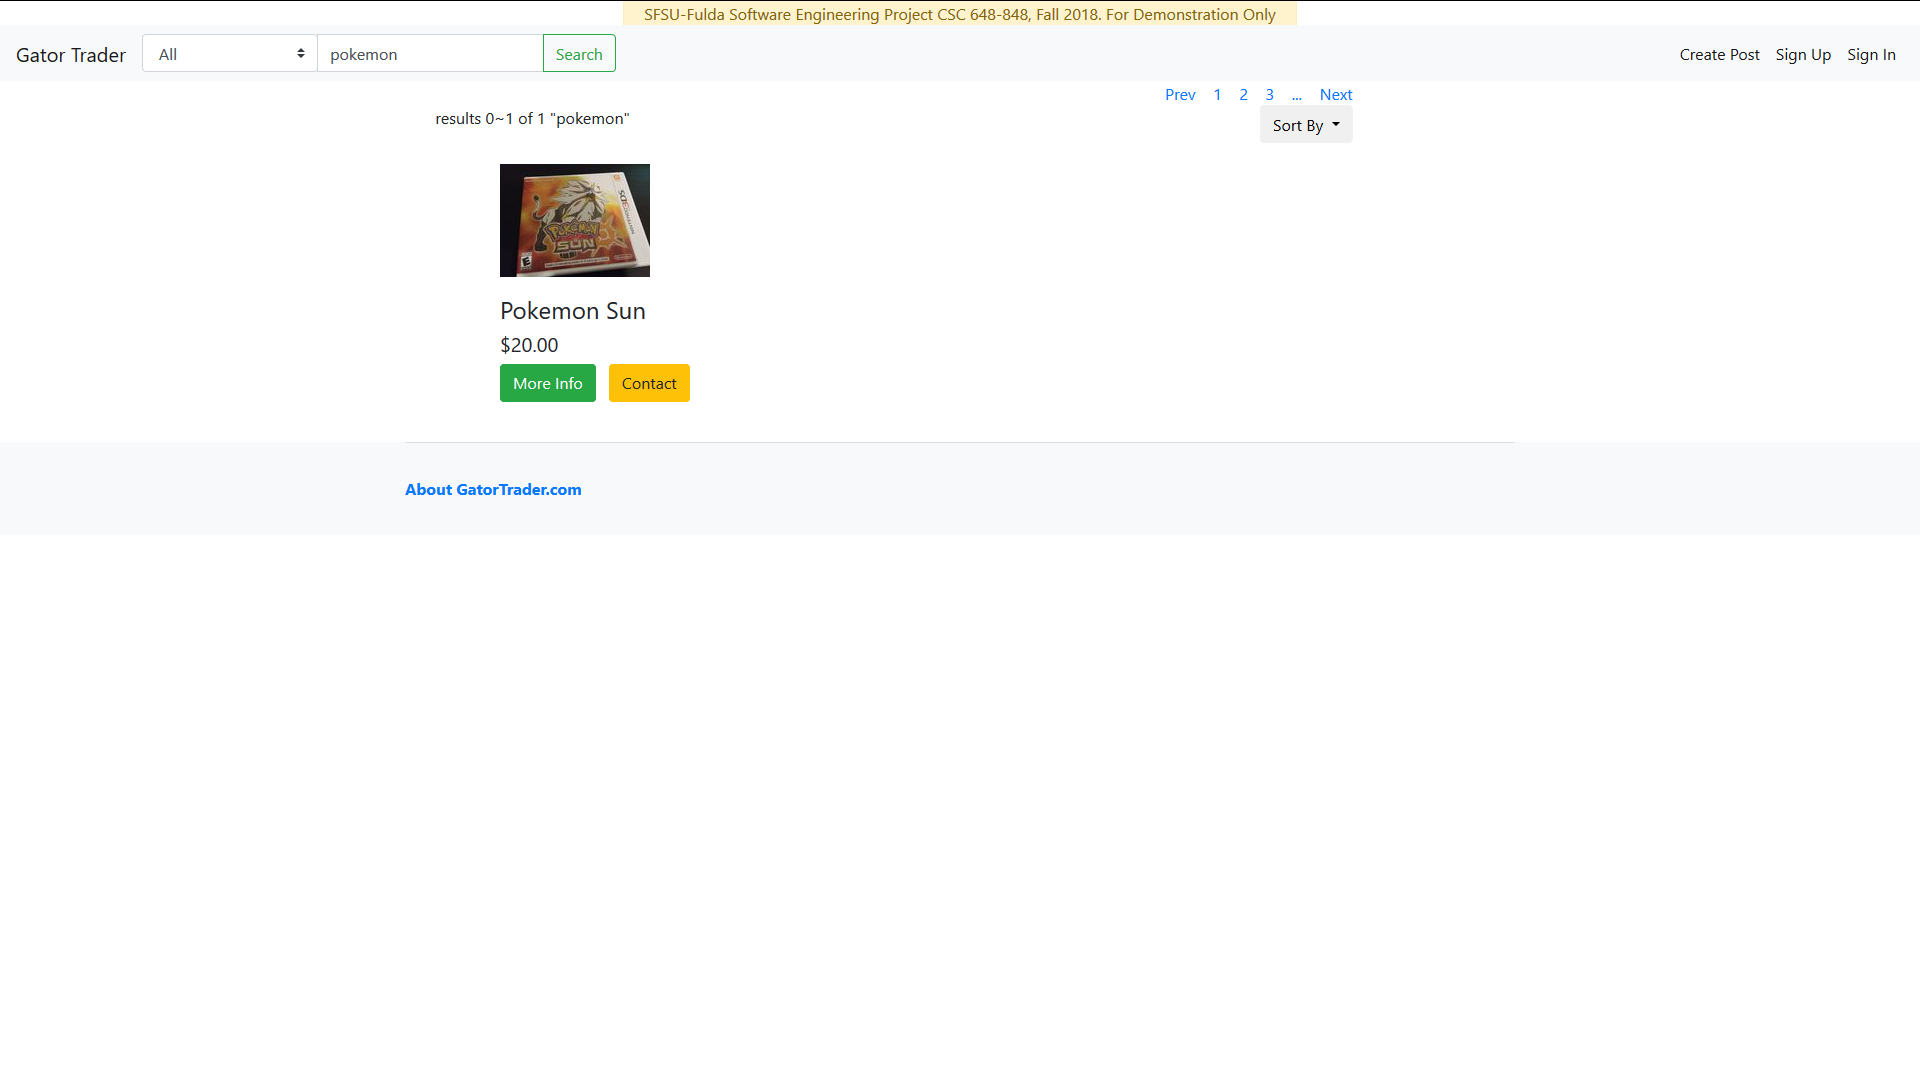 SFSU-Fulda Software Engineering Project CSC 648-848, Fall 2018. For Demonstration Only
Gator Trader All pokemon Search Create Post Sign Up Sign In
Prev 1 2 3 ... Next
results 0~1 of 1 "pokemon"
Sort By
NINTENDO 3DS
POKÉMON
SUN
E
Pokemon Sun
$20.00
More Info Contact
About GatorTrader.com